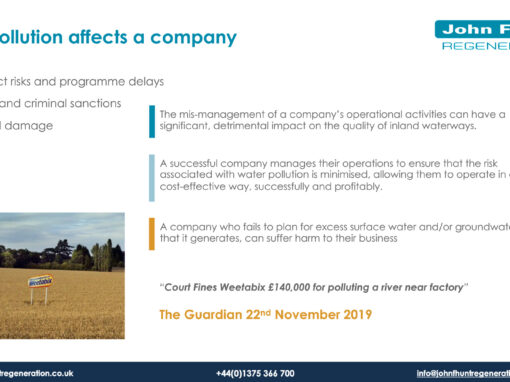 ollution affects a company
John F
REGENE
ct risks and programme delays
and criminal sanctions
l damage
The mis-management of a company's operational activities can have a
significant, detrimental impact on the quality of inland waterways.
A successful company manages their operations to ensure that the risk
associated with water pollution is minimised, allowing them to operate in
cost-effective way, successfully and profitably.
A company who fails to plan for excess surface water and/or groundwate
that it generates, can suffer harm to their business
Weetabix
"Court Fines Weetabix £140,000 for polluting a river near factory"
The Guardian 22nd November 2019
tregeneration.co.uk
+44(0)1375 366 700
info@johnfhuntregenerati